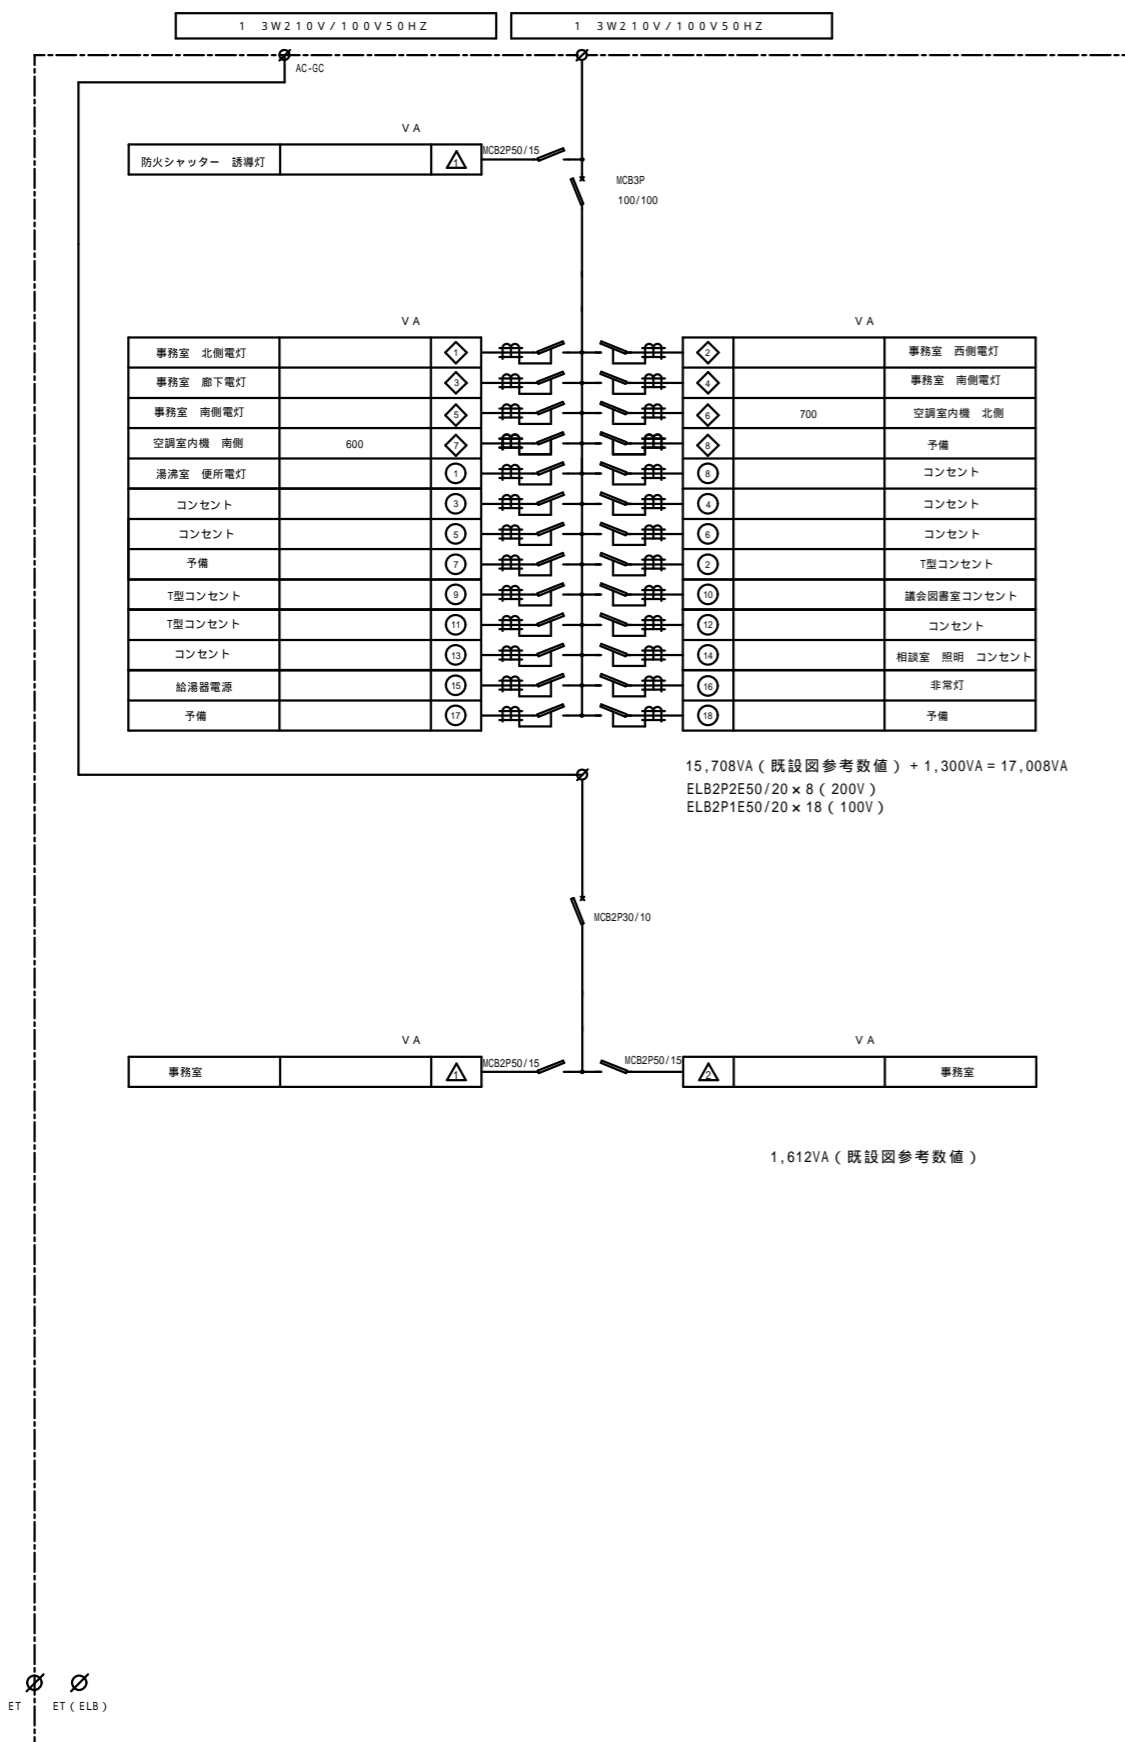 1 3W210V/100V50HZ
1 3W210V/100V50HZ
AC-GC
VA
防火シャッター 誘導灯 1 MCB2P50/15
MCB3P
100/100
VA VA
事務室 北側電灯 1 2 事務室 西側電灯
事務室 廊下電灯 3 4 事務室 南側電灯
事務室 南側電灯 5 6 700 空調室内機 北側
空調室内機 南側 600 7 8 予備
湯沸室 便所電灯 1 8 コンセント
コンセント 3 4 コンセント
コンセント 5 6 コンセント
予備 7 2 T型コンセント
T型コンセント 9 10 議会図書室コンセント
T型コンセント 11 12 コンセント
コンセント 13 14 相談室 照明 コンセント
給湯器電源 15 16 非常灯
予備 17 18 予備
15,708VA(既設図参考数値)+1,300VA=17,008VA
ELB2P2E50/20×8(200V)
ELB2P1E50/20×18(100V)
MCB2P30/10
VA VA
事務室 1 MCB2P50/15 MCB2P50/15 2 事務室
1,612VA(既設図参考数値)
ET ET(ELB)